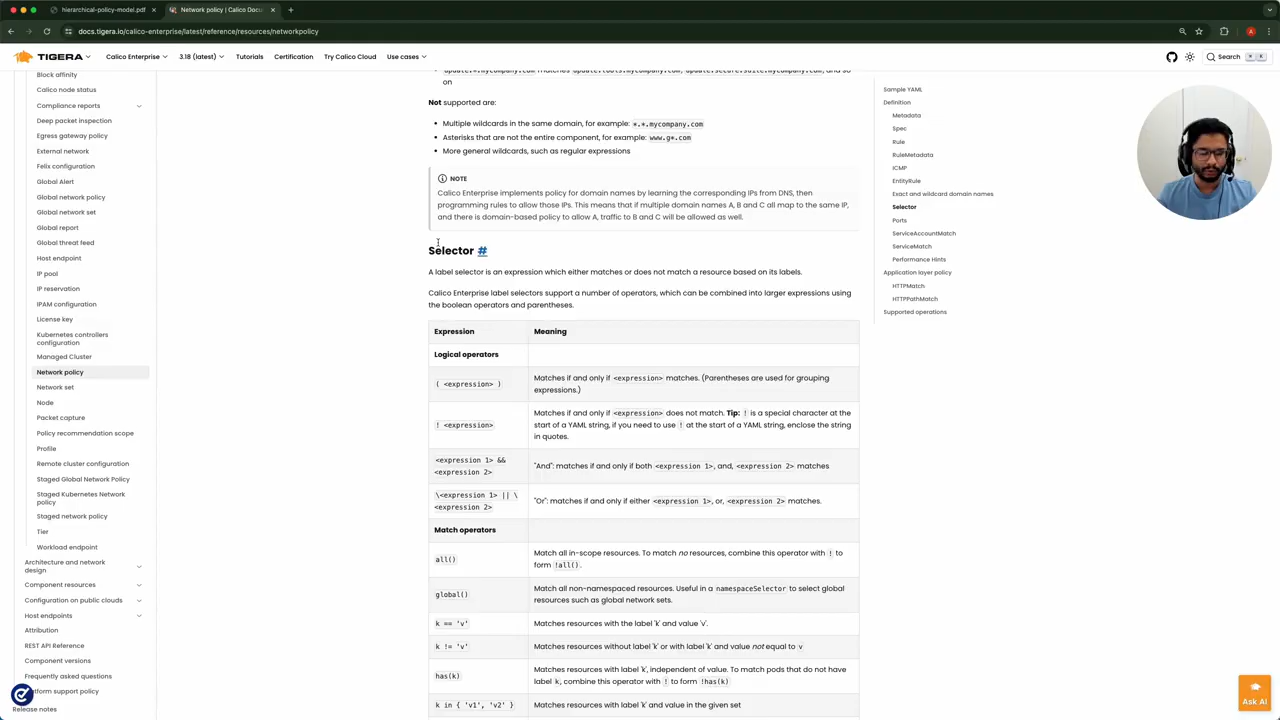 hierarchical-policy-model.pdf
Network policy | Calico Docu
docs.tigera.io/calico-enterprise/latest/reference/resources/networkpolicy
TIGERA
Calico Enterprise
3.18 (latest)
Tutorials
Certification
Try Calico Cloud
Use cases
Search
Block affinity
Calico node status
Compliance reports
Deep packet inspection
Egress gateway policy
External network
Felix configuration
Global Alert
Global network policy
Global network set
Global report
Global threat feed
Host endpoint
IP pool
IP reservation
IPAM configuration
License key
Kubernetes controllers
configuration
Managed Cluster
Network policy
Network set
Node
Packet capture
Policy recommendation scope
Profile
Remote cluster configuration
Staged Global Network Policy
Staged Kubernetes Network
policy
Staged network policy
Tier
Workload endpoint
Architecture and network
design
Component resources
Configuration on public clouds
Host endpoints
Attribution
REST API Reference
Component versions
Frequently asked questions
latform support policy
Release notes
on
Not supported are:
Multiple wildcards in the same domain, for example: *.*.mycompany.com
Asterisks that are not the entire component, for example: www.g*.com
More general wildcards, such as regular expressions
NOTE
Calico Enterprise implements policy for domain names by learning the corresponding IPs from DNS, then
programming rules to allow those IPs. This means that if multiple domain names A, B and C all map to the same IP,
and there is domain-based policy to allow A, traffic to B and C will be allowed as well.
Selector #
A label selector is an expression which either matches or does not match a resource based on its labels.
Calico Enterprise label selectors support a number of operators, which can be combined into larger expressions using
the boolean operators and parentheses.
Expression Meaning
Logical operators
( <expression> ) Matches if and only if <expression> matches. (Parentheses are used for grouping
expressions.)
! <expression> Matches if and only if <expression> does not match. Tip: ! is a special character at the
start of a YAML string, if you need to use ! at the start of a YAML string, enclose the string
in quotes.
<expression 1> &&
<expression 2> "And": matches if and only if both <expression 1>, and, <expression 2> matches
\<expression 1> || \
<expression 2> "Or": matches if and only if either <expression 1>, or, <expression 2> matches.
Match operators
all() Match all in-scope resources. To match no resources, combine this operator with ! to
form !all().
global() Match all non-namespaced resources. Useful in a namespaceSelector to select global
resources such as global network sets.
k == 'v' Matches resources with the label 'k' and value 'v'.
k != 'v' Matches resources without label 'k' or with label 'k' and value not equal to v
has(k) Matches resources with label 'k', independent of value. To match pods that do not have
label k, combine this operator with ! to form !has(k)
k in { 'v1', 'v2' } Matches resources with label 'k' and value in the given set
Sample YAML
Definition
Metadata
Spec
Rule
RuleMetadata
ICMP
EntityRule
Exact and wildcard domain names
Selector
Ports
ServiceAccountMatch
ServiceMatch
Performance Hints
Application layer policy
HTTPMatch
HTTPPathMatch
Supported operations
Ask AI